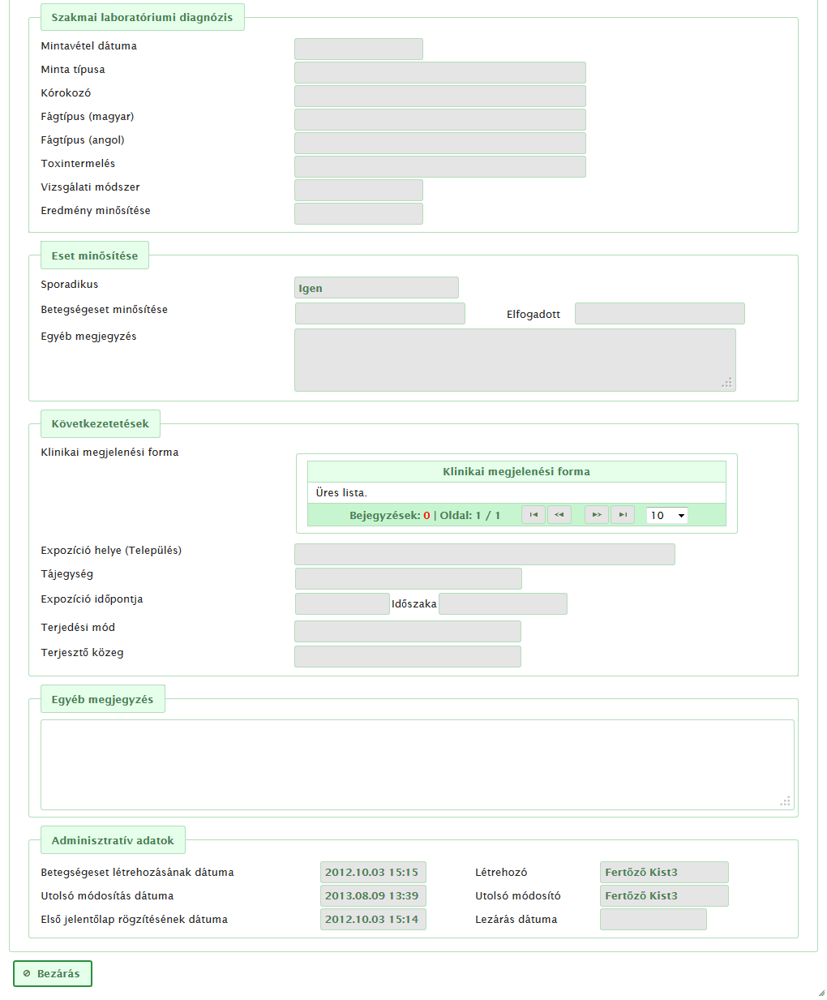 Szakmai laboratóriumi diagnózis
Mintavétel dátuma
Minta típusa
Kórokozó
Fágtípus (magyar)
Fágtípus (angol)
Toxintermelés
Vizsgálati módszer
Eredmény minősítése
Eset minősítése
Sporadikus Igen
Betegségeset minősítése Elfogadott
Egyéb megjegyzés
Következetetések
Klinikai megjelenési forma
Klinikai megjelenési forma
Üres lista.
Bejegyzések: 0 | Oldal: 1 / 1 10
Expozíció helye (Település)
Tájegység
Expozíció időpontja Időszaka
Terjedési mód
Terjesztő közeg
Egyéb megjegyzés
Adminisztratív adatok
Betegségeset létrehozásának dátuma 2012.10.03 15:15 Létrehozó Fertőző Kist3
Utolsó módosítás dátuma 2013.08.09 13:39 Utolsó módosító Fertőző Kist3
Első jelentőlap rögzítésének dátuma 2012.10.03 15:14 Lezárás dátuma
Bezárás